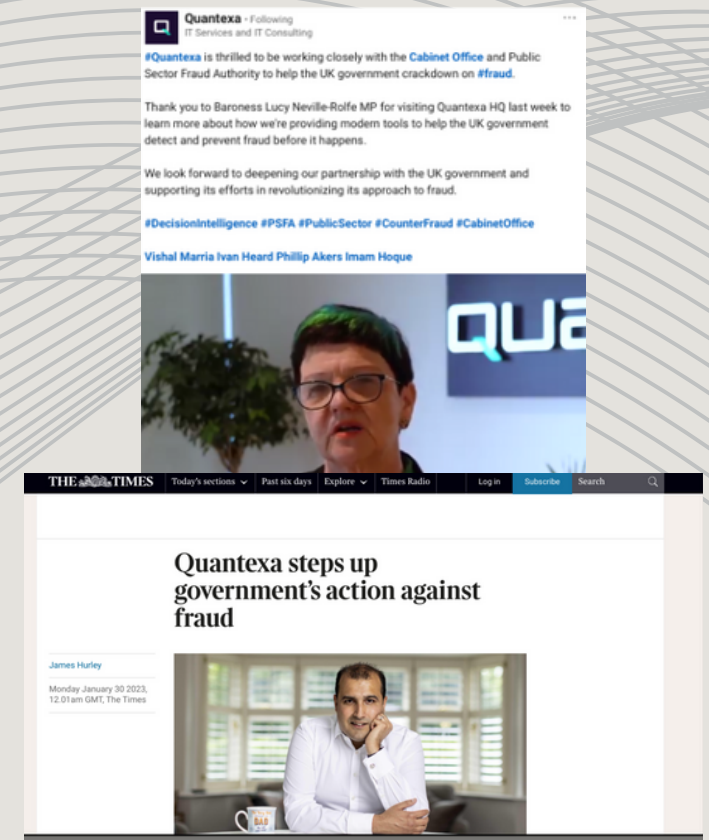 Quantexa · Following
IT Services and IT Consulting
#Quantexa is thrilled to be working closely with the Cabinet Office and Public
Sector Fraud Authority to help the UK government crackdown on #fraud.
Thank you to Baroness Lucy Neville-Rolfe MP for visiting Quantexa HQ last week to
learn more about how we're providing modern tools to help the UK government
detect and prevent fraud before it happens.
We look forward to deepening our partnership with the UK government and
supporting its efforts in revolutionizing its approach to fraud.
#DecisionIntelligence #PSFA #PublicSector #CounterFraud #CabinetOffice
Vishal Marria Ivan Heard Phillip Akers Imam Hoque
QUA
THE TIMES Today's sections Past six days Explore Times Radio Log in Subscribe Search
Quantexa steps up
government's action against
fraud
James Hurley
Monday January 30 2023,
12.01am GMT, The Times
DAD